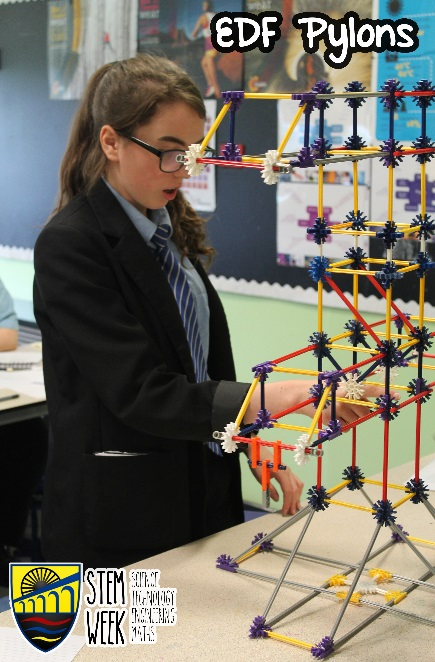 EDF Pylons
STEM
WEEK
SCIENCE
TECHNOLOGY
ENGINEERING
MATHS